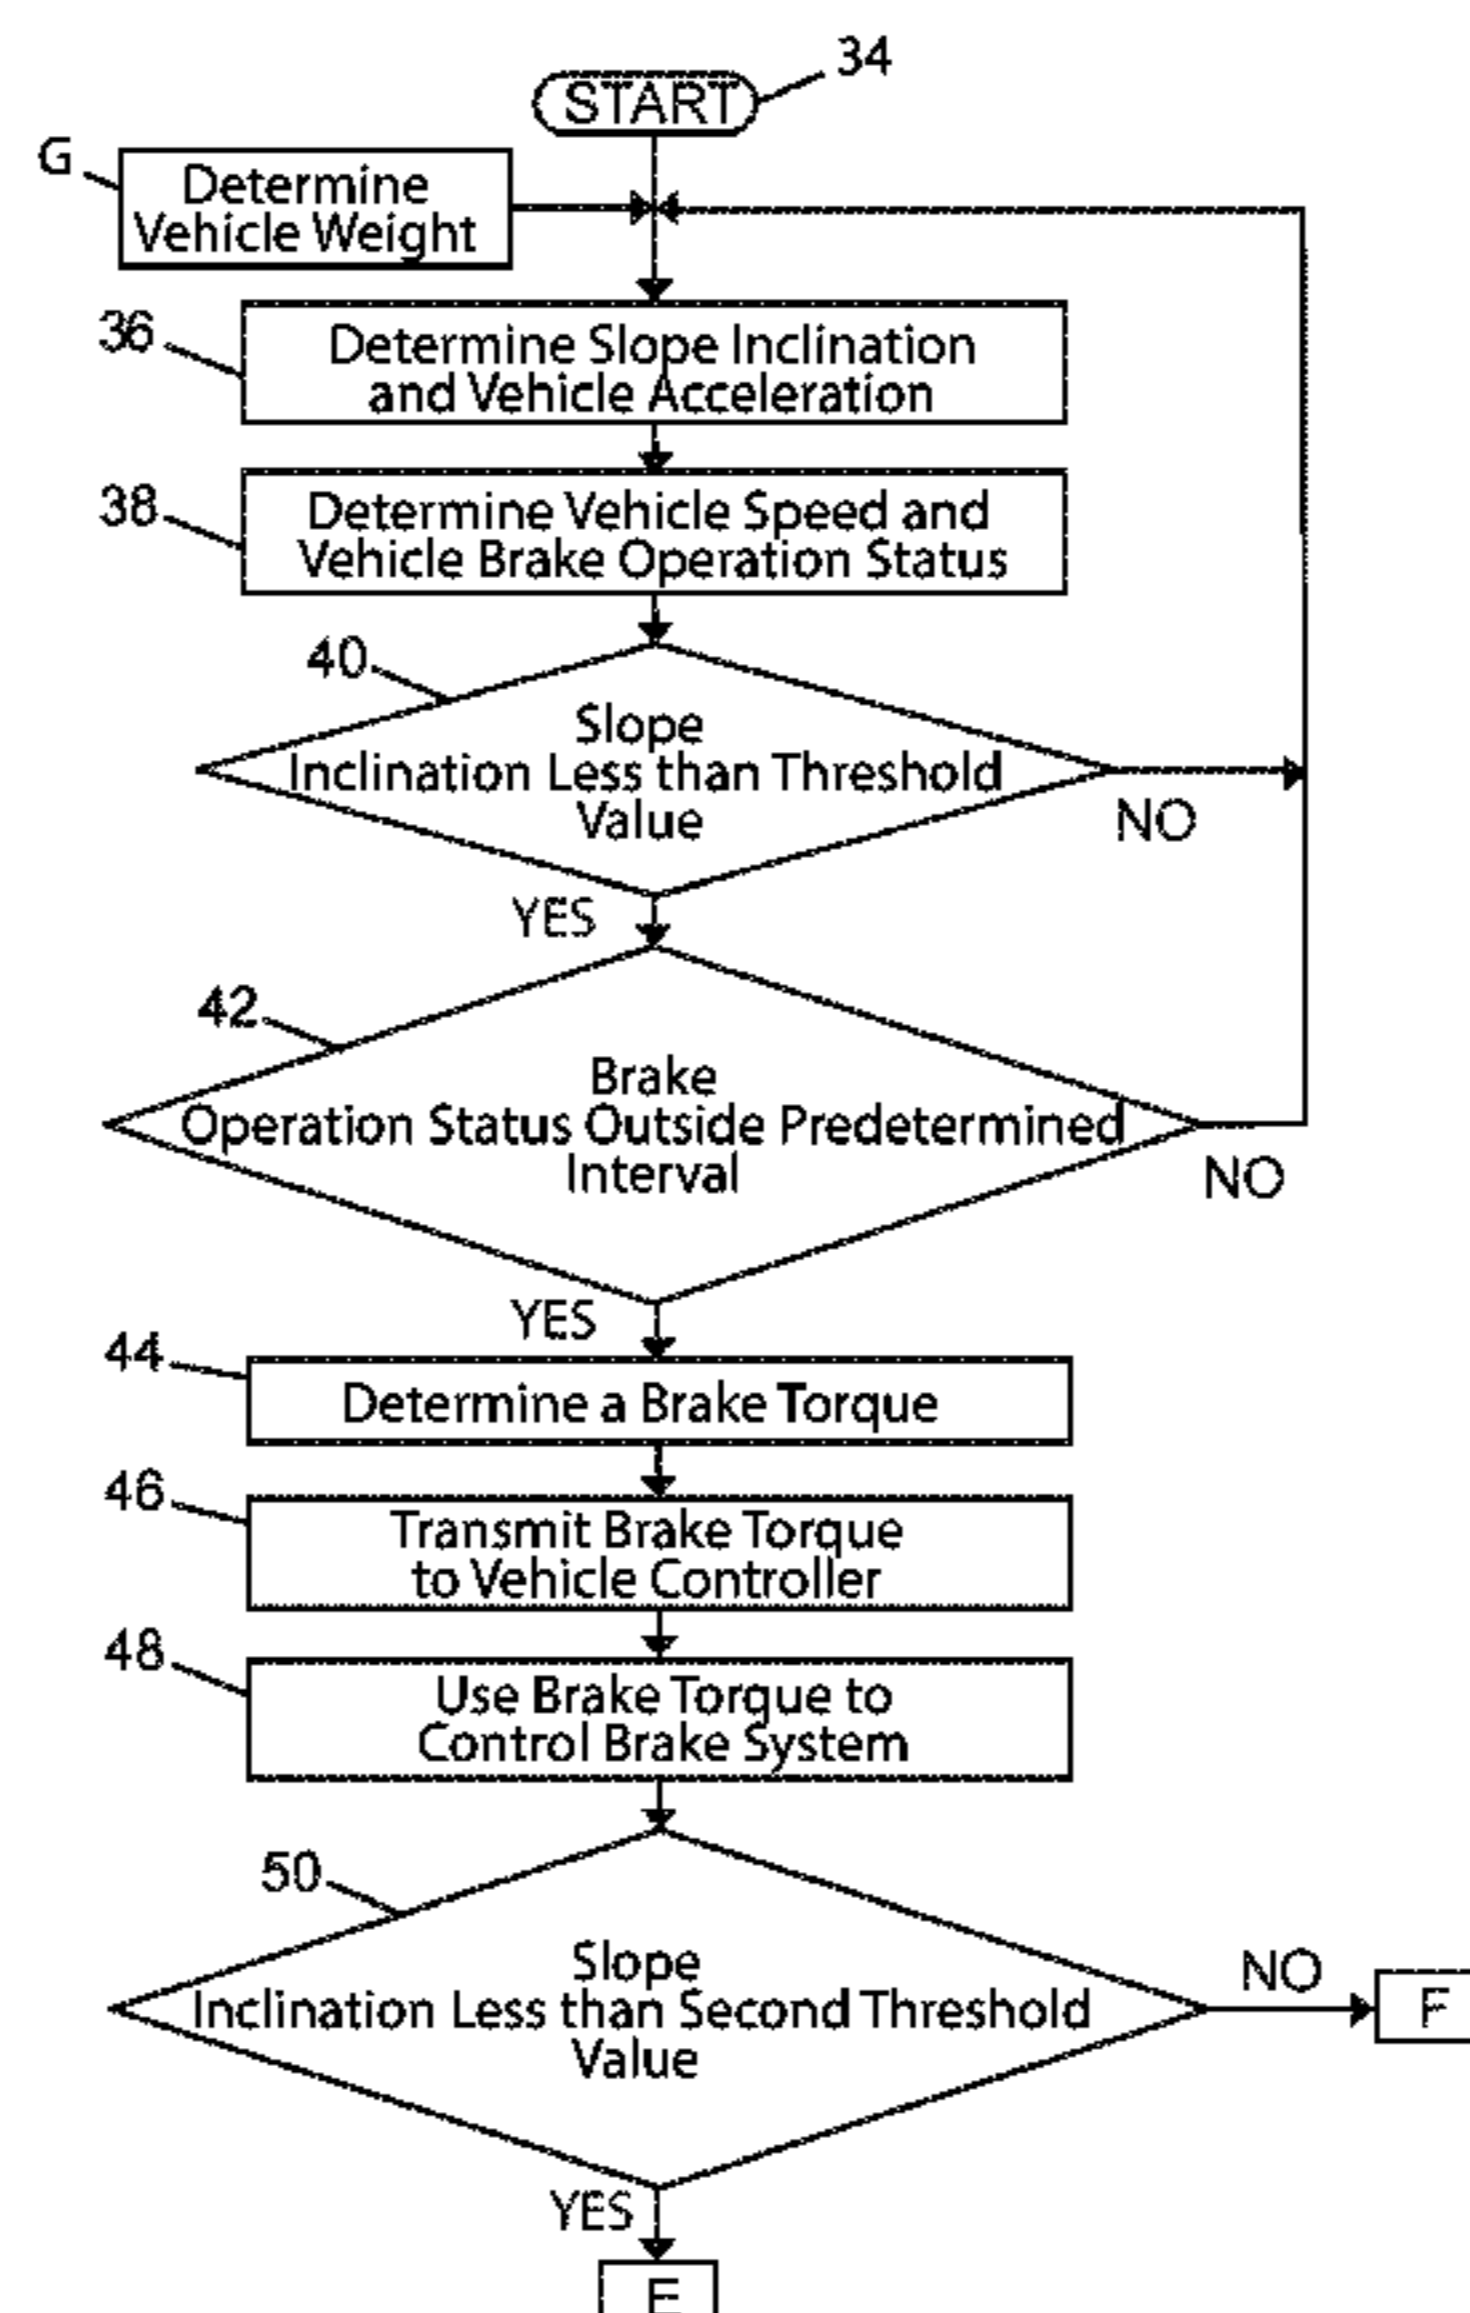 34
START
G
Determine
Vehicle Weight
36
Determine Slope Inclination
and Vehicle Acceleration
38
Determine Vehicle Speed and
Vehicle Brake Operation Status
40
Slope
Inclination Less than Threshold
Value
NO
YES
42
Brake
Operation Status Outside Predetermined
Interval
NO
YES
44
Determine a Brake Torque
46
Transmit Brake Torque
to Vehicle Controller
48
Use Brake Torque to
Control Brake System
50
Slope
Inclination Less than Second Threshold
Value
NO
F
YES
E